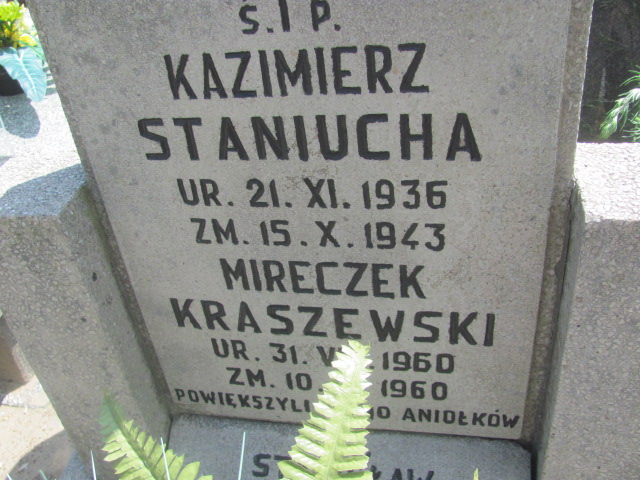 Ś.I P.
KAZIMIERZ
STANIUCHA
UR. 21. XI. 1936
ZM. 15. X. 1943
MIRECZEK
KRASZEWSKI
UR. 31. 1960
ZM. 10. 1960
POWIĘKSZYLI ANIOŁKÓW